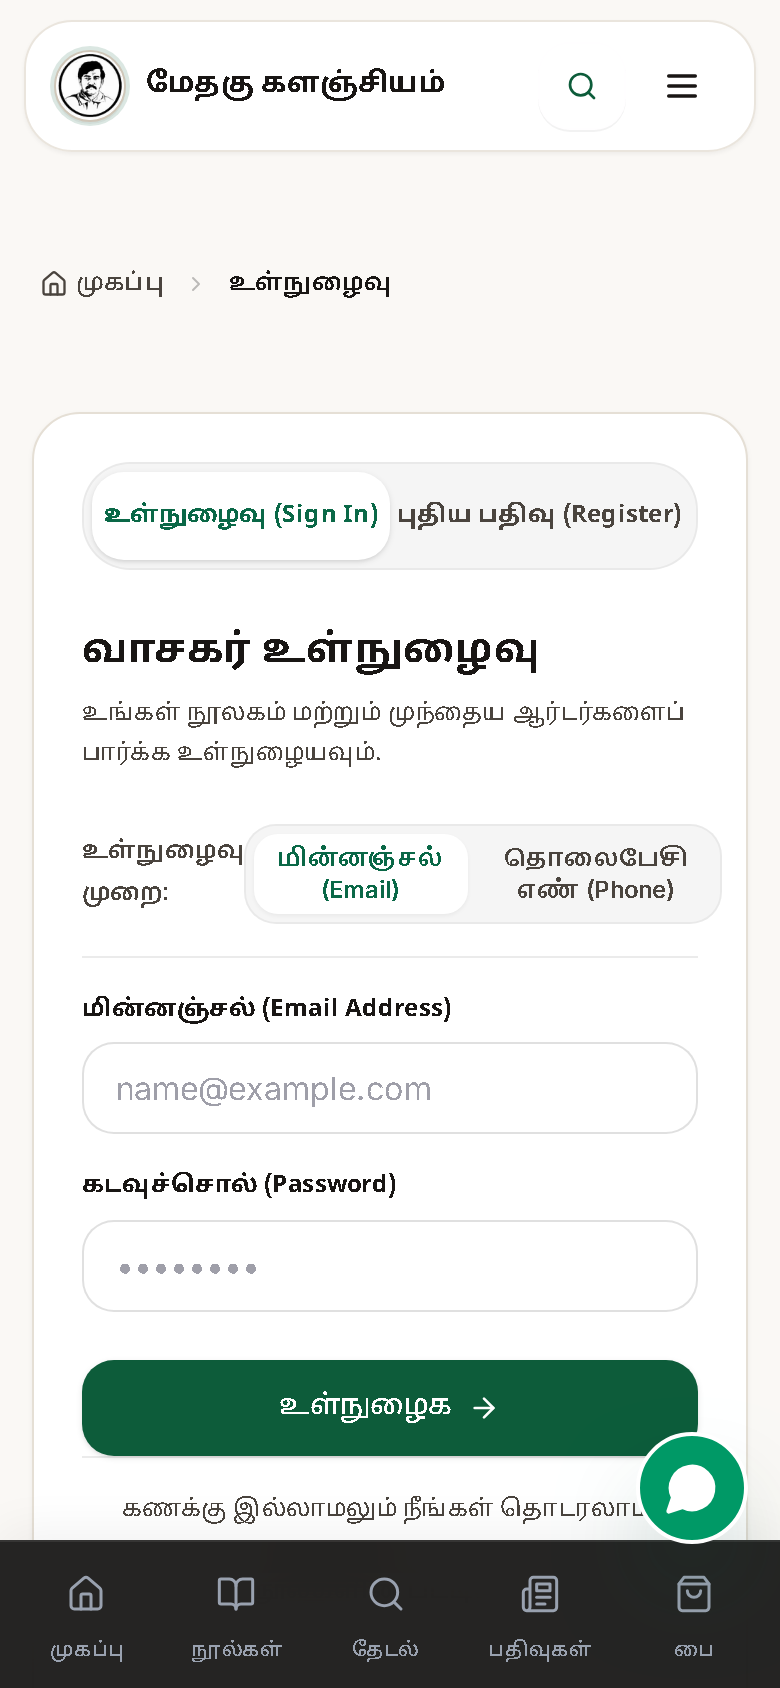 மேதகு களஞ்சியம்
முகப்பு
உள்நுழைவு
உள்நுழைவு (Sign In)
புதிய பதிவு (Register)
வாசகர் உள்நுழைவு
உங்கள் நூலகம் மற்றும் முந்தைய ஆர்டர்களைப்
பார்க்க உள்நுழையவும்.
உள்நுழைவு
முறை:
மின்னஞ்சல்
(Email)
தொலைபேசி
எண் (Phone)
மின்னஞ்சல் (Email Address)
name@example.com
கடவுச்சொல் (Password)
உள்நுழைக
கணக்கு இல்லாமலும் நீங்கள்
முகப்பு
நூல்கள்
தேடல்
பதிவுகள்
பை